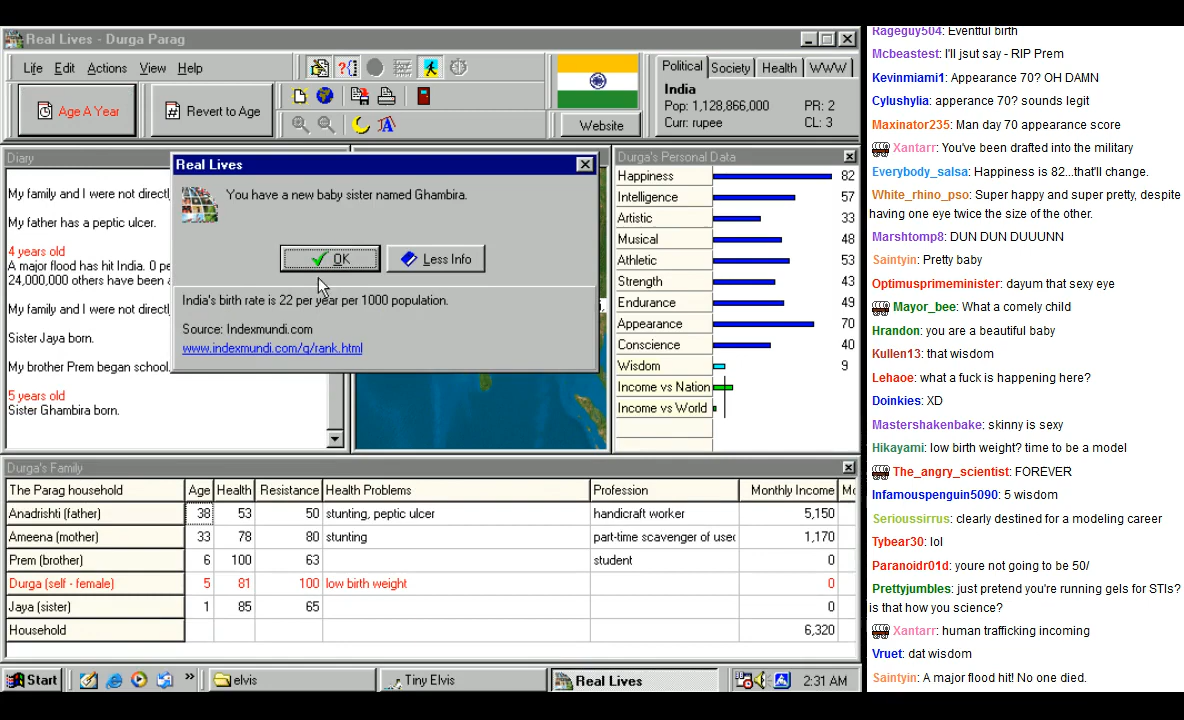 Real Lives - Durga Parag
Life Edit Actions View Help
Age A Year
Revert to Age
Website
Political Society Health WWW
India
Pop: 1,128,866,000 PR: 2
Curr: rupee CL: 3
Diary
My family and I were not directl
My father has a peptic ulcer.
4 years old
A major flood has hit India. 0 pe
24,000,000 others have been a
My family and I were not directl
Sister Jaya born.
My brother Prem began school.
5 years old
Sister Ghambira born.
Real Lives
You have a new baby sister named Ghambira.
OK
Less Info
India's birth rate is 22 per year per 1000 population.
Source: Indexmundi.com
www.indexmundi.com/g/rank.html
Durga's Personal Data
Happiness 82
Intelligence 57
Artistic 33
Musical 48
Athletic 53
Strength 43
Endurance 49
Appearance 70
Conscience 40
Wisdom 9
Income vs Nation
Income vs World
Durga's Family
The Parag household Age Health Resistance Health Problems Profession Monthly Income Mc
Anadrishti (father) 38 53 50 stunting, peptic ulcer handicraft worker 5,150
Ameena (mother) 33 78 80 stunting part-time scavenger of usec 1,170
Prem (brother) 6 100 63 student 0
Durga (self - female) 5 81 100 low birth weight 0
Jaya (sister) 1 85 65 0
Household 6,320
Start » elvis Tiny Elvis Real Lives 2:31 AM
Rageguy504: Eventful birth
Mcbeastest: I'll jsut say - RIP Prem
Kevinmiami1: Appearance 70? OH DAMN
Cylushylia: apperance 70? sounds legit
Maxinator235: Man day 70 appearance score
Xantarr: You've been drafted into the military
Everybody_salsa: Happiness is 82...that'll change.
White_rhino_pso: Super happy and super pretty, despite
having one eye twice the size of the other.
Marshtomp8: DUN DUN DUUUNN
Saintyin: Pretty baby
Optimusprimeminister: dayum that sexy eye
Mayor_bee: What a comely child
Hrandon: you are a beautiful baby
Kullen13: that wisdom
Lehaoe: what a fuck is happening here?
Doinkies: XD
Mastershakenbake: skinny is sexy
Hikayami: low birth weight? time to be a model
The_angry_scientist: FOREVER
Infamouspenguin5090: 5 wisdom
Serioussirrus: clearly destined for a modeling career
Tybear30: lol
Paranoidr01d: youre not going to be 50/
Prettyjumbles: just pretend you're running gels for STIs?
is that how you science?
Xantarr: human trafficking incoming
Vruet: dat wisdom
Saintyin: A major flood hit! No one died.